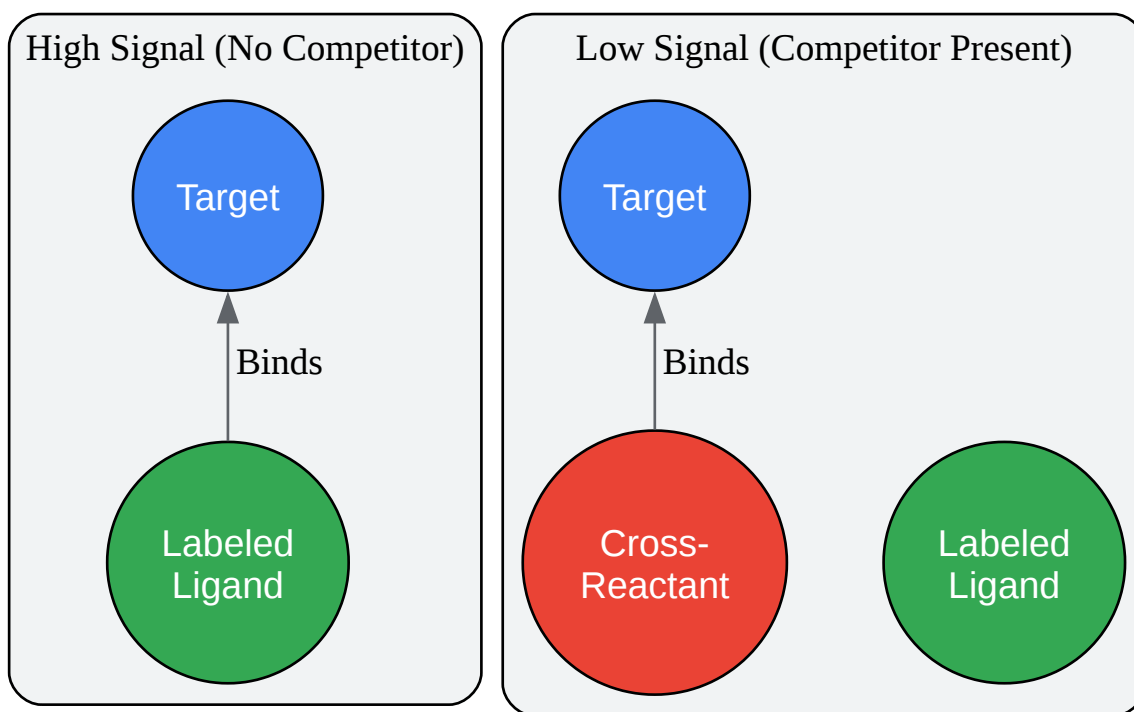 High Signal (No Competitor)
Target
Binds
Labeled
Ligand
Low Signal (Competitor Present)
Target
Binds
Cross-
Reactant
Labeled
Ligand